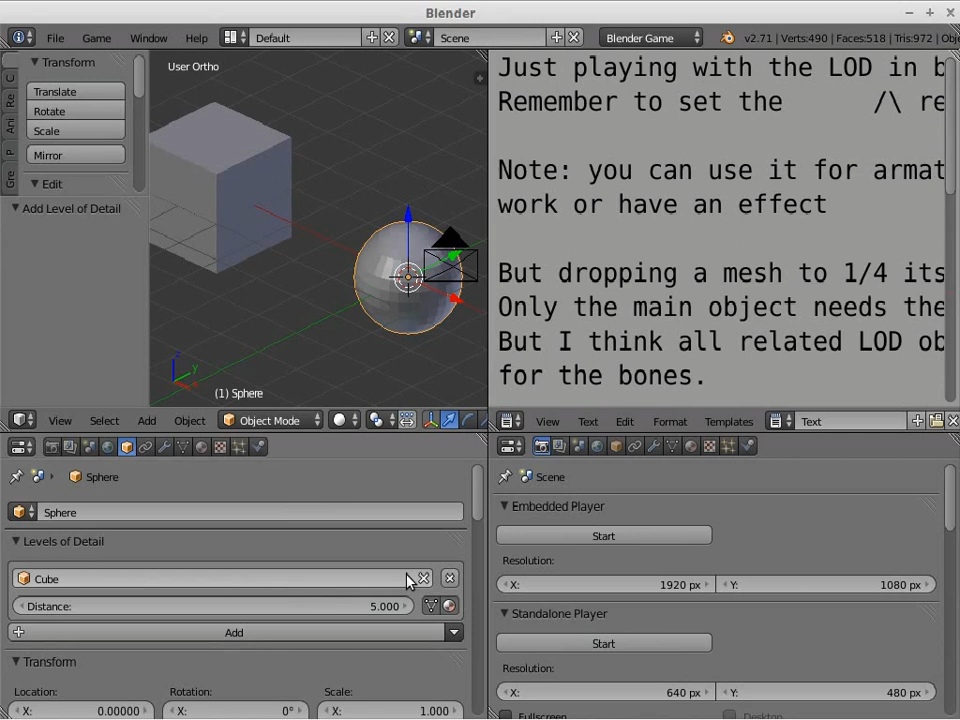 Blender
File Game Window Help Default Scene Blender Game v2.71 | Verts:490 | Faces:518 | Tris:972 | Obj
Transform
Translate
Rotate
Scale
Mirror
Edit
Add Level of Detail
C
Re
Ani
P
Gre
User Ortho
z
y
(1) Sphere
View Select Add Object Object Mode
Just playing with the LOD in b
Remember to set the /\ re
Note: you can use it for armat
work or have an effect
But dropping a mesh to 1/4 its
Only the main object needs the
But I think all related LOD ob
for the bones.
View Text Edit Format Templates Text
Sphere
Sphere
Levels of Detail
Cube
Distance: 5.000
Add
Transform
Location: Rotation: Scale:
X: 0.00000 X: 0° X: 1.000
Scene
Embedded Player
Start
Resolution:
X: 1920 px Y: 1080 px
Standalone Player
Start
Resolution:
X: 640 px Y: 480 px
Fullscreen Desktop